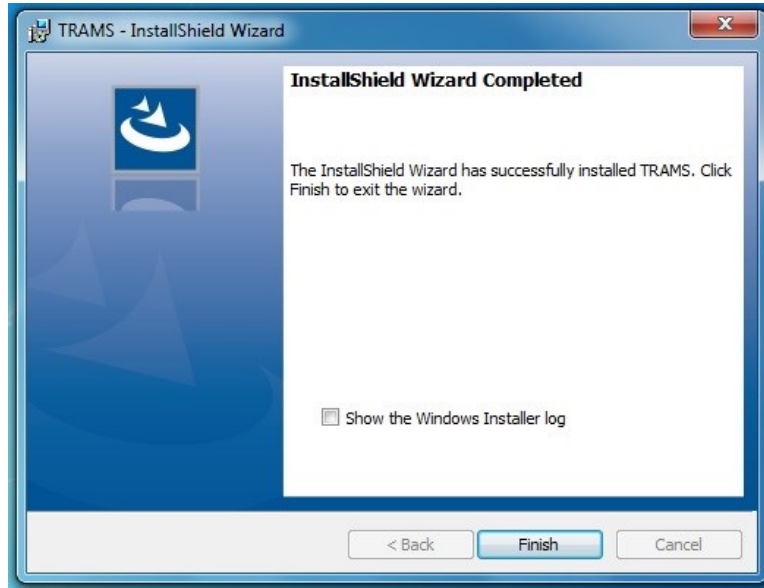 TRAMS - InstallShield Wizard
InstallShield Wizard Completed
The InstallShield Wizard has successfully installed TRAMS. Click
Finish to exit the wizard.
Show the Windows Installer log
< Back
Finish
Cancel